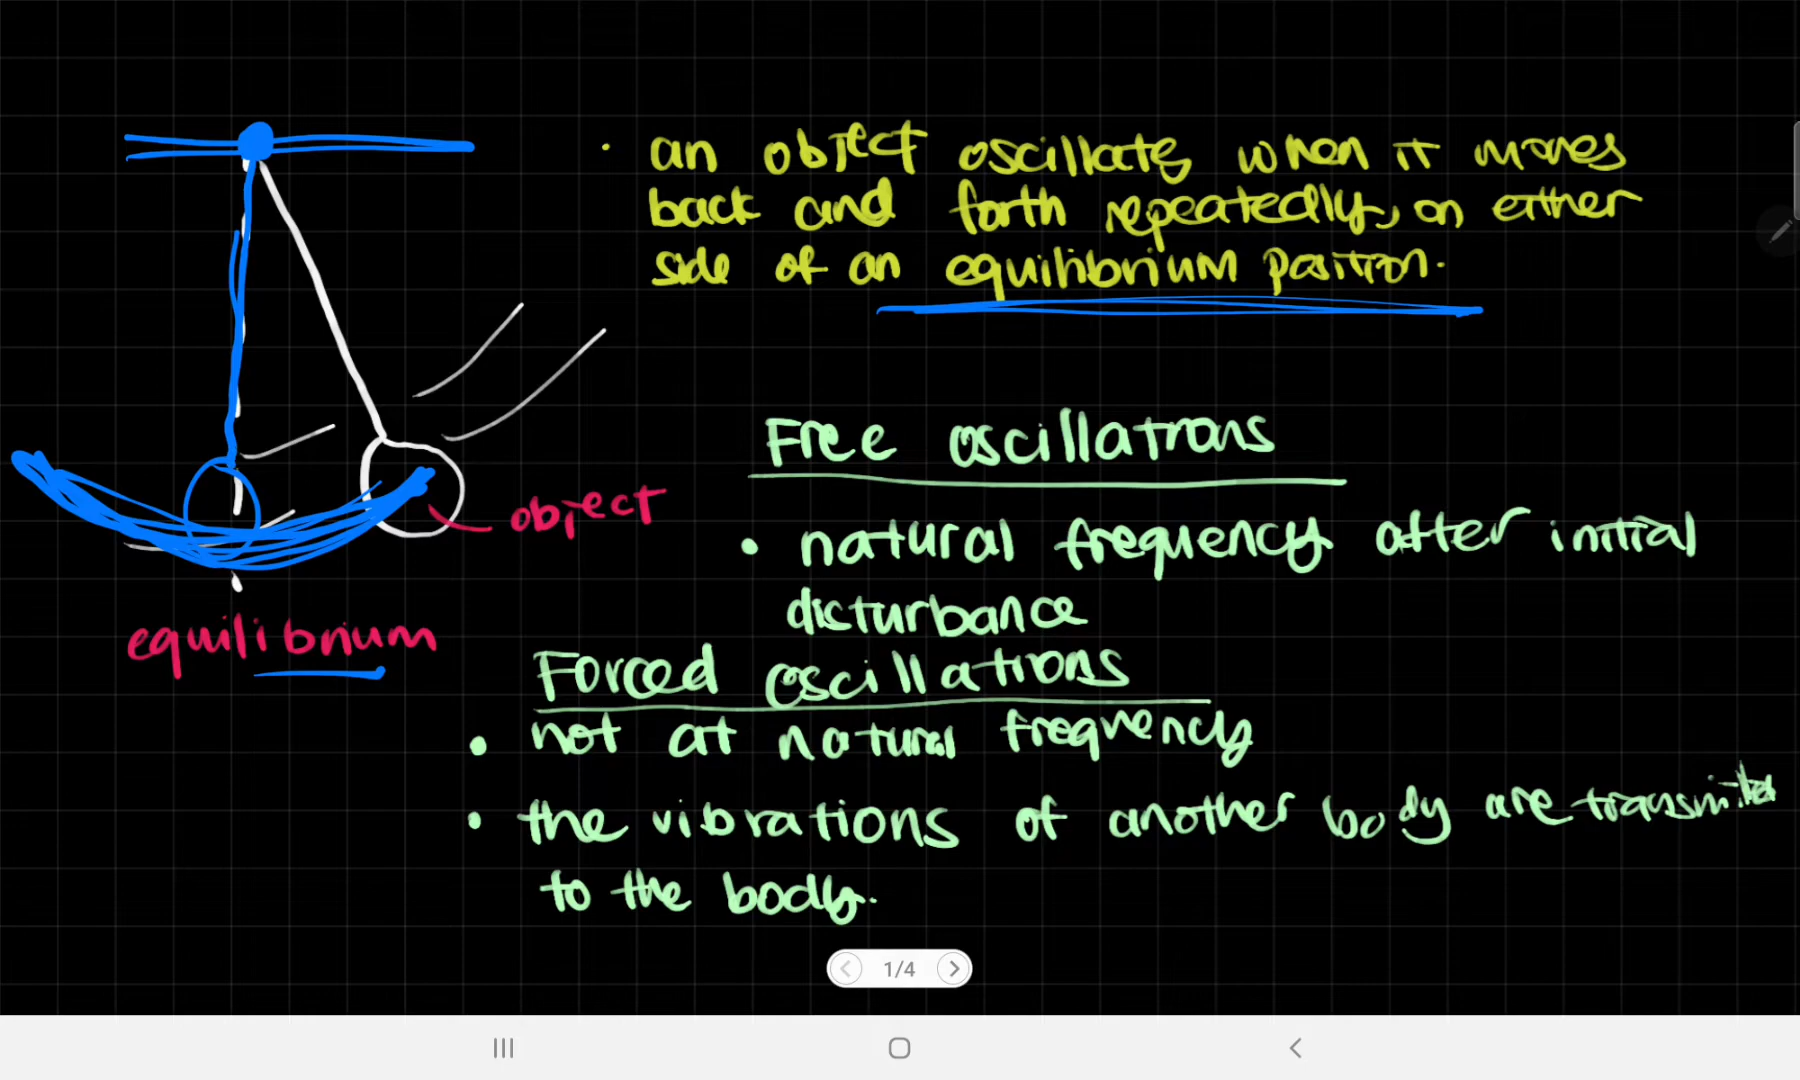 • an object oscillates when it moves
back and forth repeatedly, on either
side of an equilibrium position.
Free oscillations
object
• natural frequency after initial
disturbance
equilibrium
Forced oscillations
• not at natural frequency
• the vibrations of another body are transmitted
to the body.
1/4